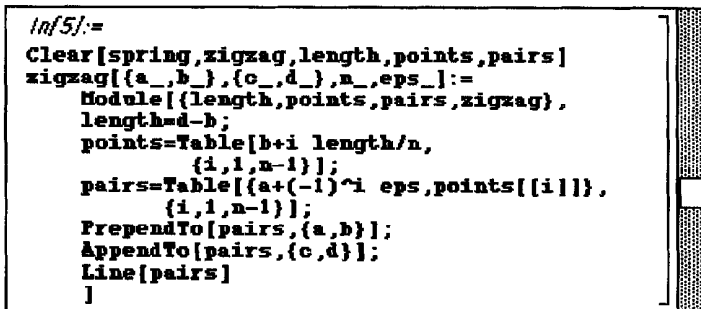 In[5]:=
Clear[spring,zigzag,length,points,pairs]
zigzag[{a_,b_},{c_,d_},n_,eps_]:=
Module[{length,points,pairs,zigzag},
length=d-b;
points=Table[b+i length/n,
{i,1,n-1}];
pairs=Table[{a+(-1)^i eps,points[[i]]},
{i,1,n-1}];
PrependTo[pairs,{a,b}];
AppendTo[pairs,{c,d}];
Line[pairs]
]